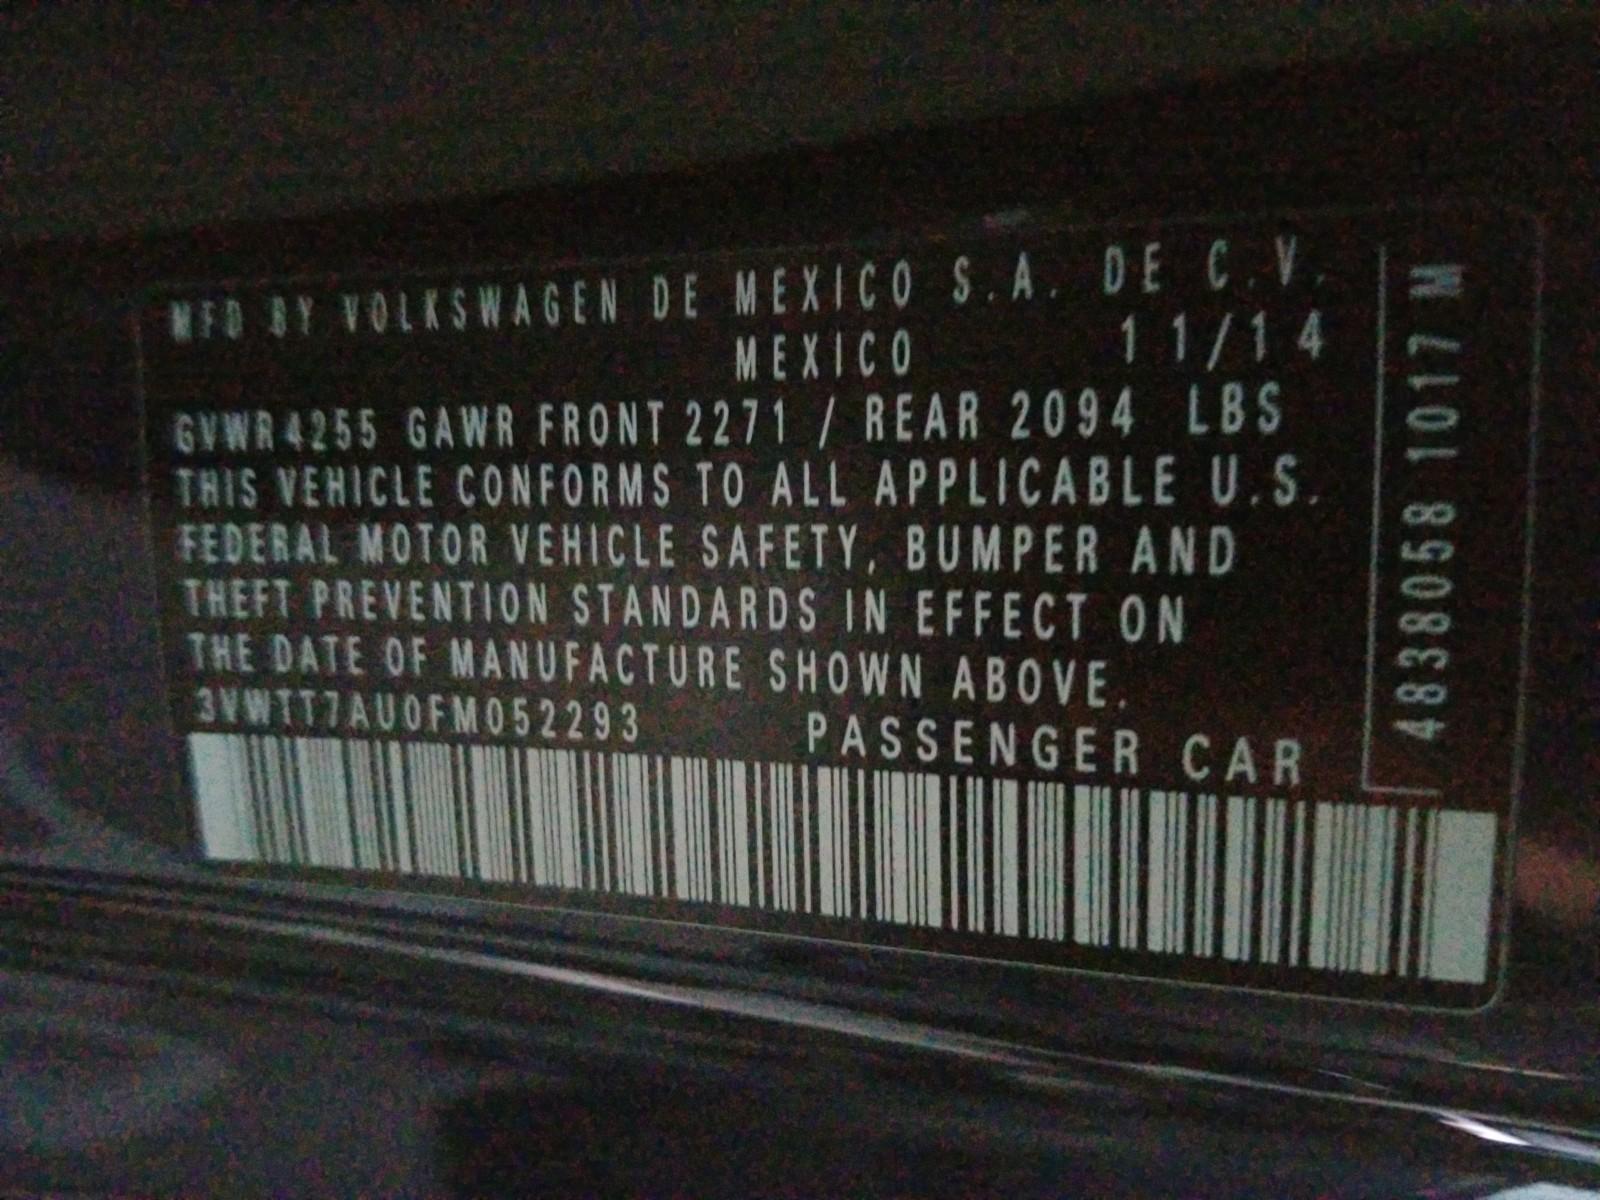 MFD BY VOLKSWAGEN DE MEXICO S.A. DE C.V.
MEXICO 11/14
GVWR 4255 GAWR FRONT 2271 / REAR 2094 LBS
THIS VEHICLE CONFORMS TO ALL APPLICABLE U.S.
FEDERAL MOTOR VEHICLE SAFETY, BUMPER AND
THEFT PREVENTION STANDARDS IN EFFECT ON
THE DATE OF MANUFACTURE SHOWN ABOVE.
3VWTT7AU0FM052293 PASSENGER CAR
4838058 1017 M